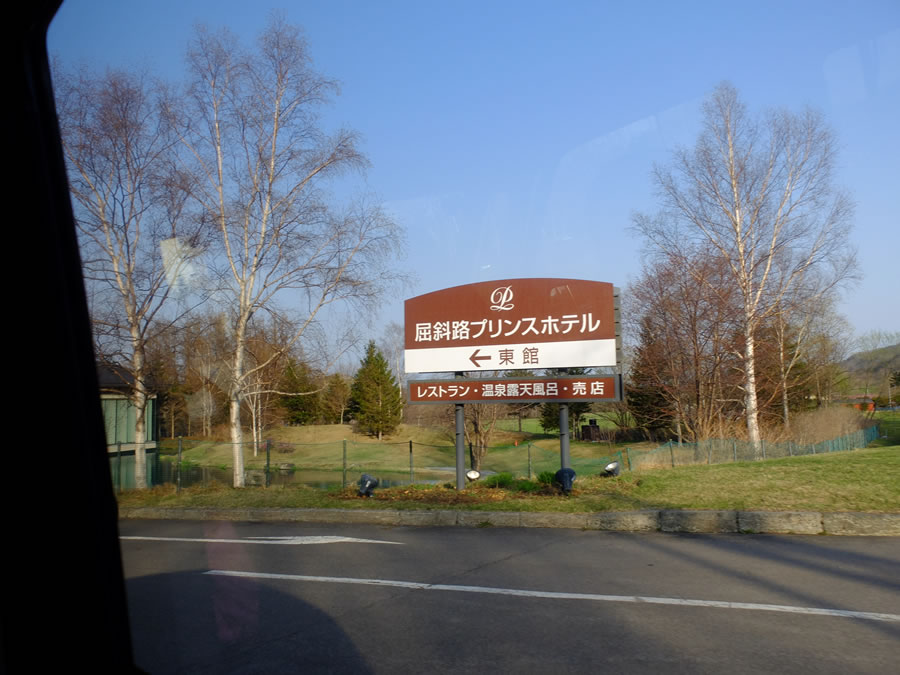 P
屈斜路プリンスホテル
← 東館
レストラン・温泉露天風呂・売店